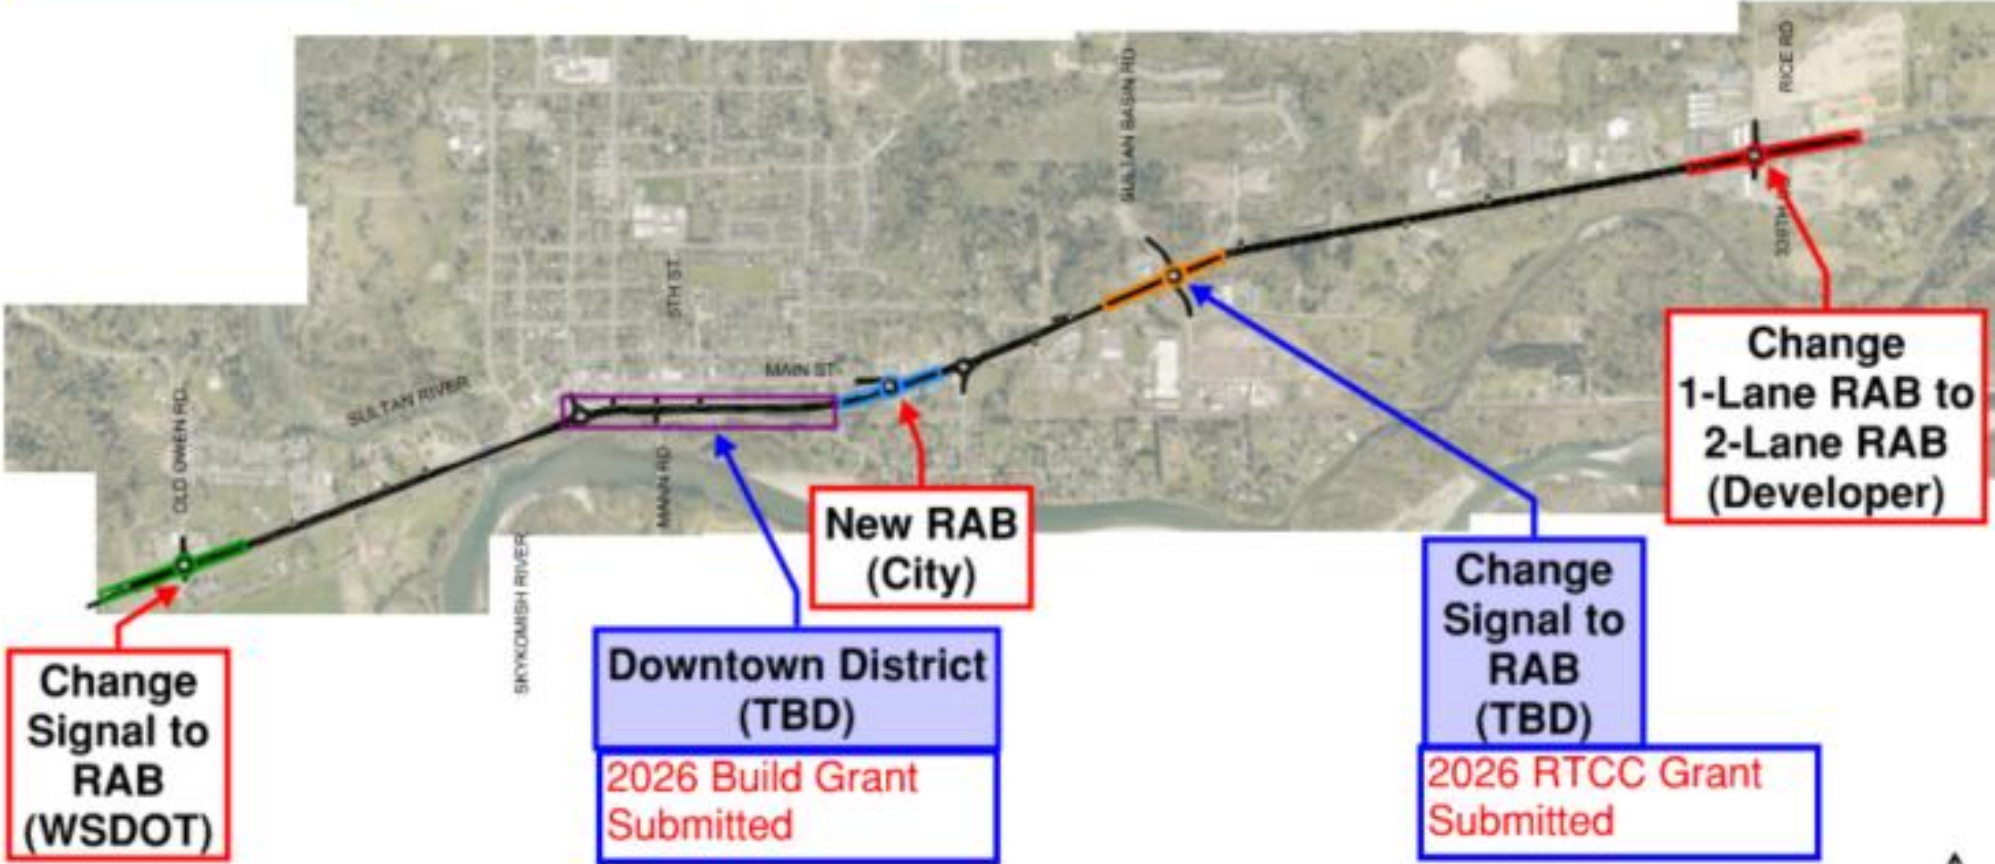 RICE RD
SULTAN BASIN RD
339TH
5TH ST
MAIN ST
SULTAN RIVER
OLD OWEN RD
MANN RD
SKYKOMISH RIVER
Change
1-Lane RAB to
2-Lane RAB
(Developer)
New RAB
(City)
Change
Signal to
RAB
(TBD)
2026 RTCC Grant
Submitted
Downtown District
(TBD)
2026 Build Grant
Submitted
Change
Signal to
RAB
(WSDOT)